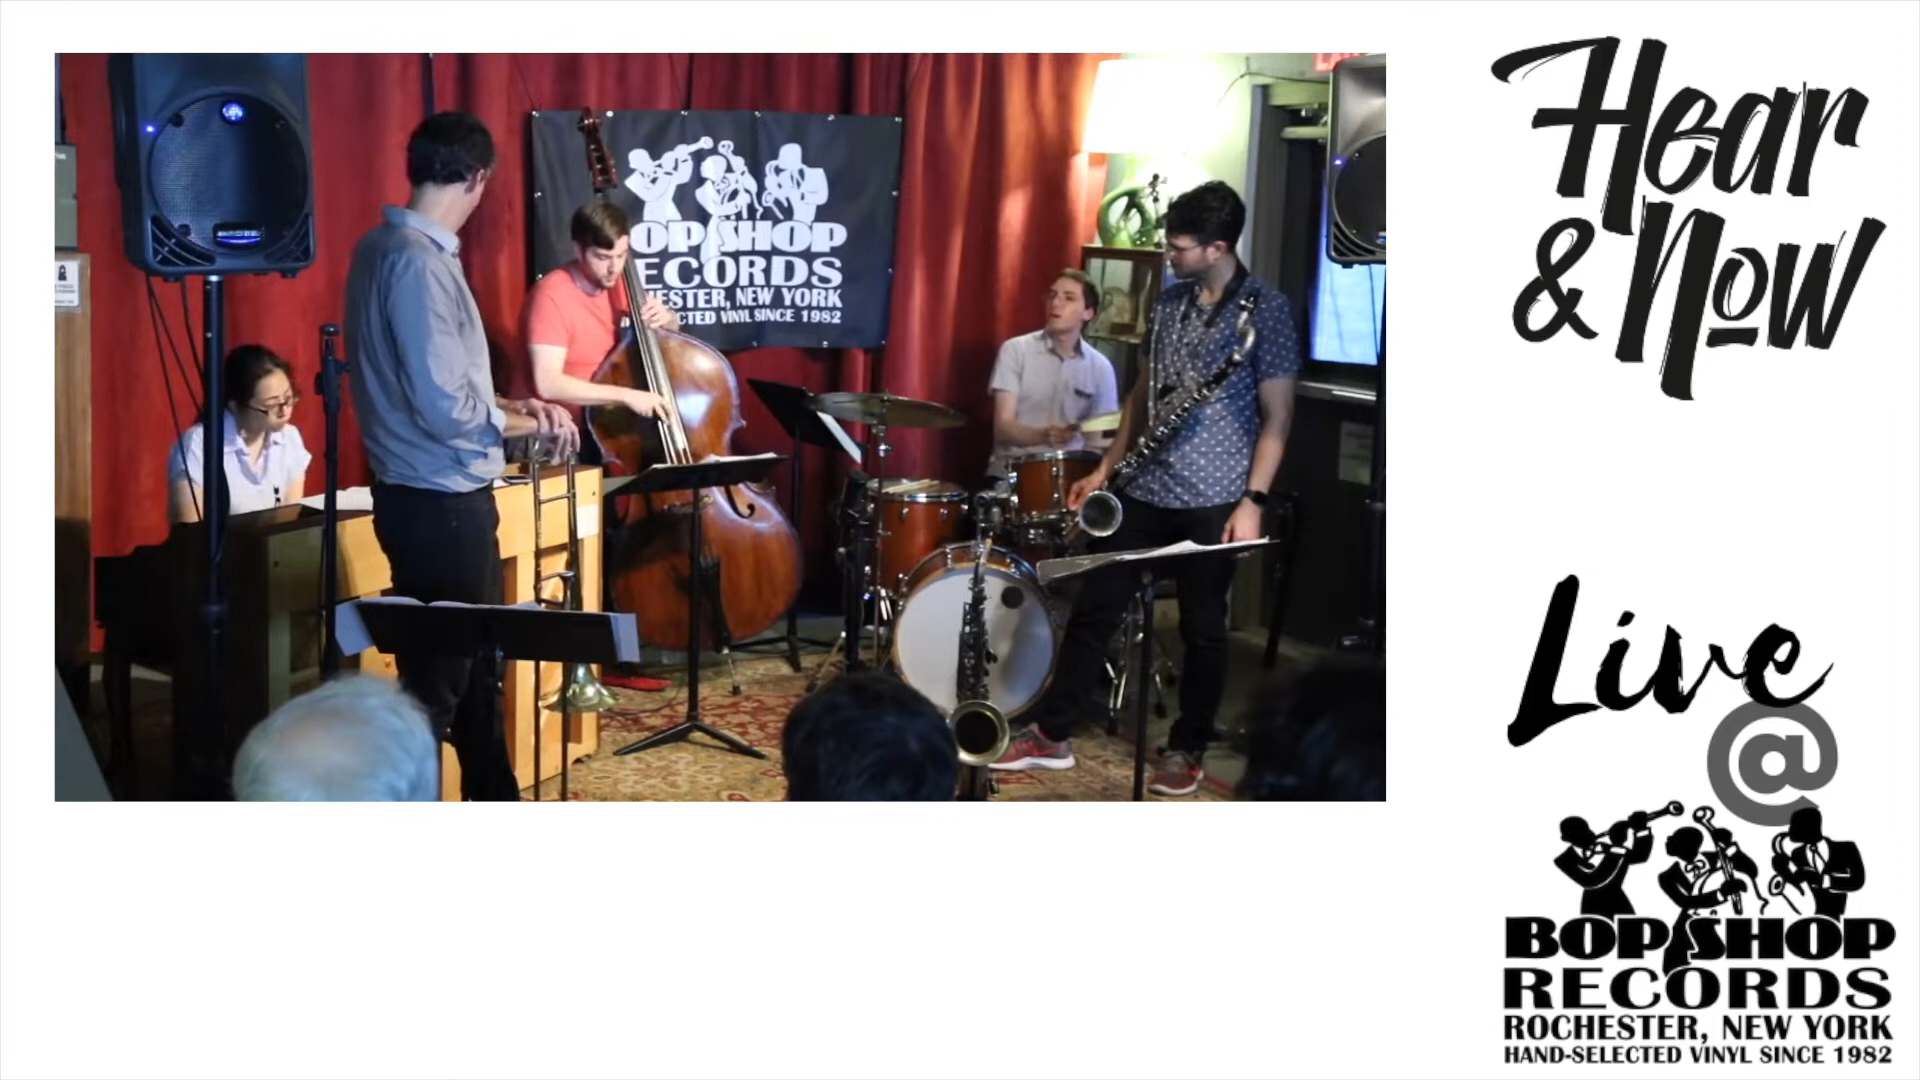 OP SHOP
ECORDS
ESTER, NEW YORK
CTED VINYL SINCE 1982
Hear
& Now
Live
@
BOP SHOP
RECORDS
ROCHESTER, NEW YORK
HAND-SELECTED VINYL SINCE 1982